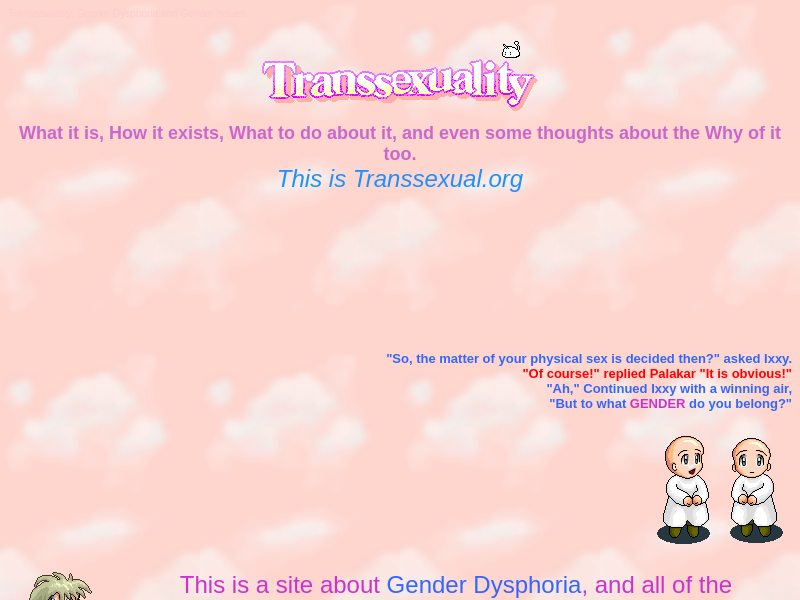 Transsexuality
What it is, How it exists, What to do about it, and even some thoughts about the Why of it
too.
This is Transsexual.org
"So, the matter of your physical sex is decided then?" asked Ixxy.
"Of course!" replied Palakar "It is obvious!"
"Ah," Continued Ixxy with a winning air,
"But to what GENDER do you belong?"
This is a site about Gender Dysphoria, and all of the